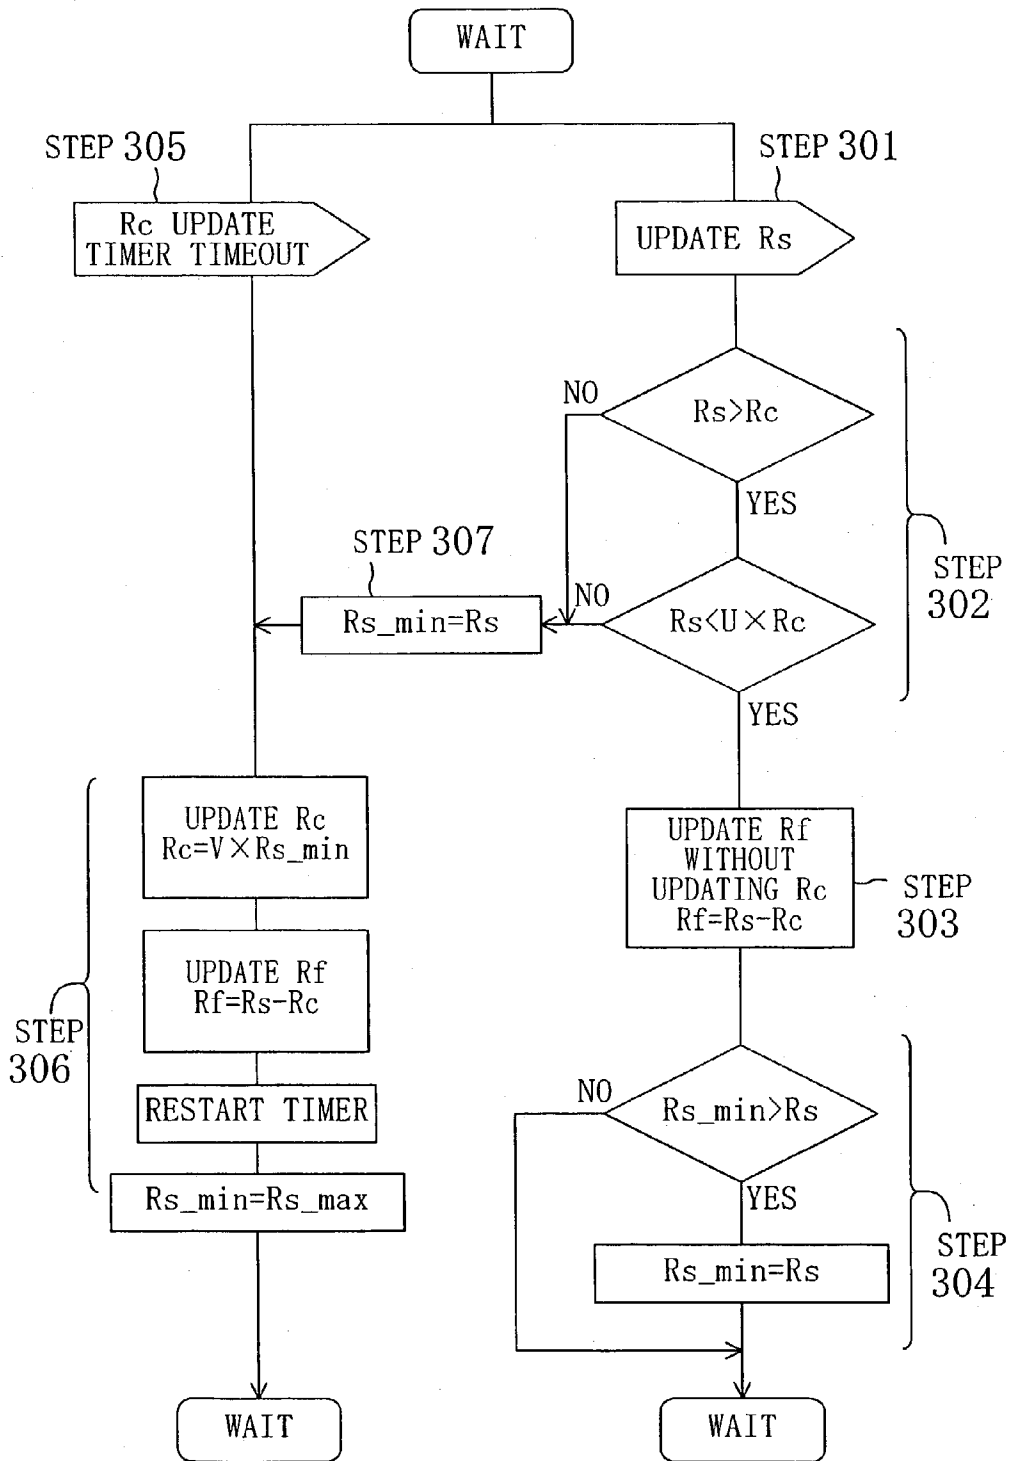 WAIT
STEP 305
STEP 301
Rc UPDATE
TIMER TIMEOUT
UPDATE Rs
NO
Rs>Rc
YES
STEP 307
STEP
302
NO
Rs_min=Rs
Rs<U×Rc
YES
UPDATE Rc
Rc=V×Rs_min
UPDATE Rf
WITHOUT
UPDATING Rc
Rf=Rs-Rc
STEP
303
UPDATE Rf
Rf=Rs-Rc
STEP
306
RESTART TIMER
Rs_min=Rs_max
NO
Rs_min>Rs
YES
Rs_min=Rs
STEP
304
WAIT
WAIT